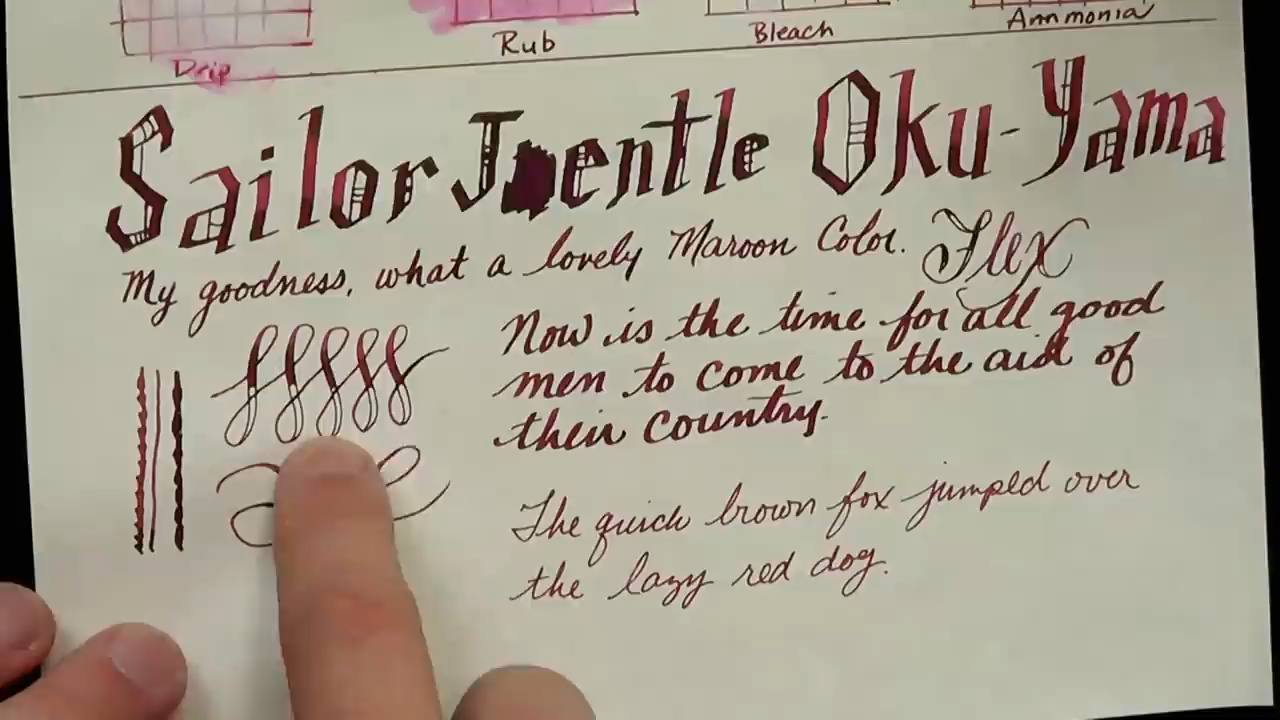 Drip
Rub
Bleach
Ammonia
Sailor Jentle Oku-Yama
My goodness, what a lovely Maroon Color. Flex
Now is the time for all good
men to come to the aid of
their country.
The quick brown fox jumped over
the lazy red dog.